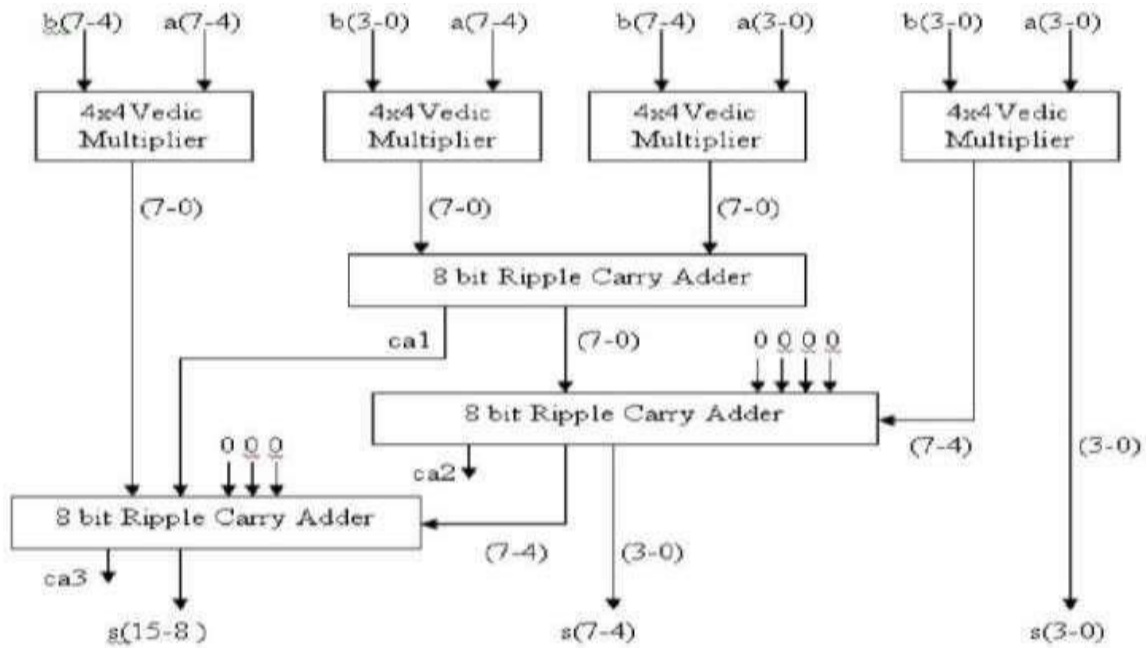 b(7-4) a(7-4) b(3-0) a(7-4) b(7-4) a(3-0) b(3-0) a(3-0)
4x4 Vedic Multiplier
4x4 Vedic Multiplier
4x4 Vedic Multiplier
4x4 Vedic Multiplier
(7-0) (7-0) (7-0)
8 bit Ripple Carry Adder
ca1 (7-0) 0 0 0 0
8 bit Ripple Carry Adder
(7-4) (3-0)
0 0 0 ca2
8 bit Ripple Carry Adder
(7-4) (3-0)
ca3
s(15-8) s(7-4) s(3-0)